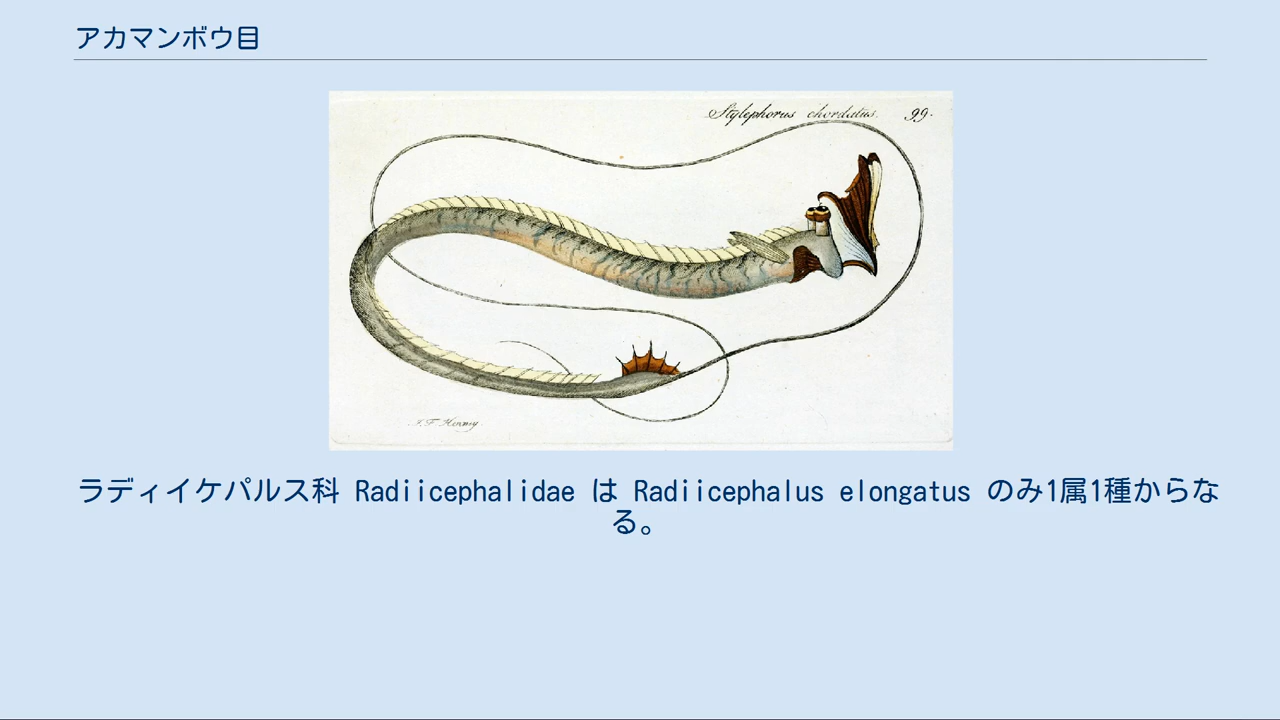 アカマンボウ目
Stylephorus chordatus. 99.
ラディイケパルス科 Radiicephalidae は Radiicephalus elongatus のみ1属1種からな
る。